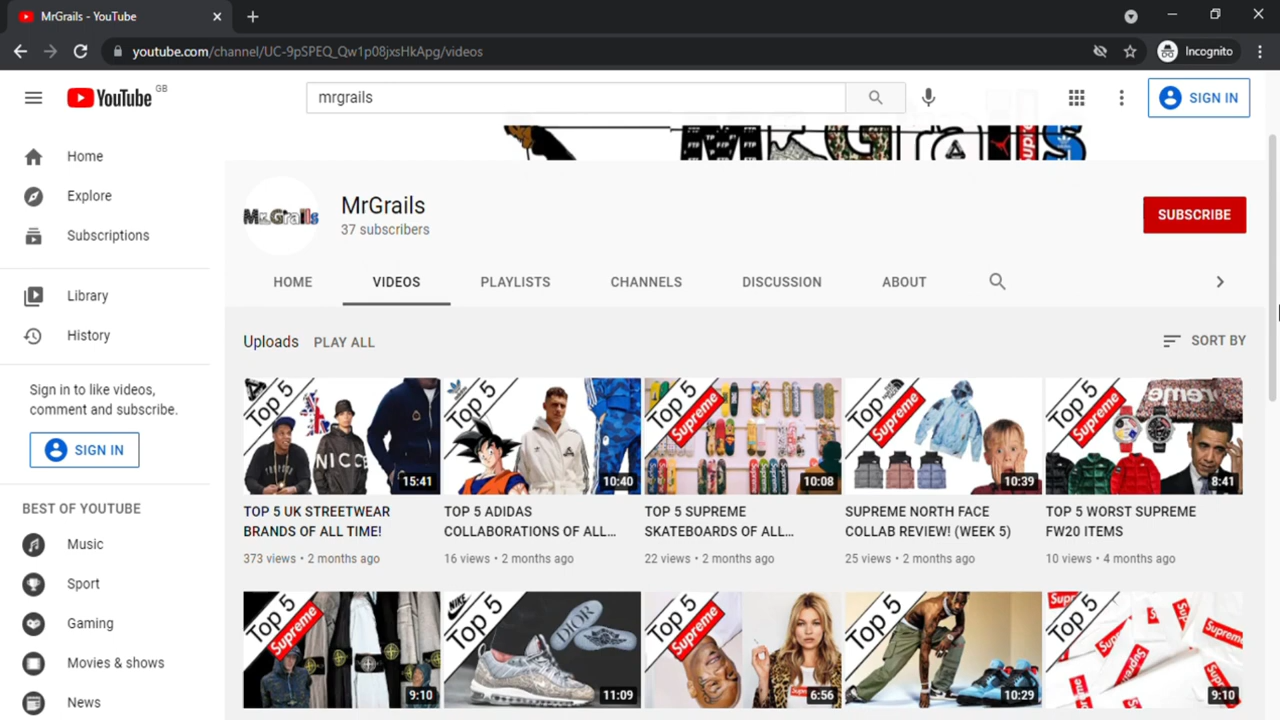 MrGrails - YouTube
youtube.com/channel/UC-9pSPEQ_Qw1p08jxsHkApg/videos
Incognito
YouTube GB
mrgrails
SIGN IN
Home
Explore
Subscriptions
Library
History
Sign in to like videos,
comment and subscribe.
SIGN IN
BEST OF YOUTUBE
Music
Sport
Gaming
Movies & shows
News
MrGrails
MrGrails
37 subscribers
SUBSCRIBE
HOME
VIDEOS
PLAYLISTS
CHANNELS
DISCUSSION
ABOUT
Uploads
PLAY ALL
SORT BY
Top 5
NICCE
15:41
TOP 5 UK STREETWEAR
BRANDS OF ALL TIME!
373 views • 2 months ago
Top 5
10:40
TOP 5 ADIDAS
COLLABORATIONS OF ALL...
16 views • 2 months ago
Top 5
Supreme
10:08
TOP 5 SUPREME
SKATEBOARDS OF ALL...
22 views • 2 months ago
Top 5
Supreme
10:39
SUPREME NORTH FACE
COLLAB REVIEW! (WEEK 5)
25 views • 2 months ago
Top 5
Supreme
8:41
TOP 5 WORST SUPREME
FW20 ITEMS
10 views • 4 months ago
Top 5
Supreme
9:10
Top 5
DIOR
11:09
Top 5
Supreme
6:56
Top 5
10:29
Top 5
Supreme
9:10